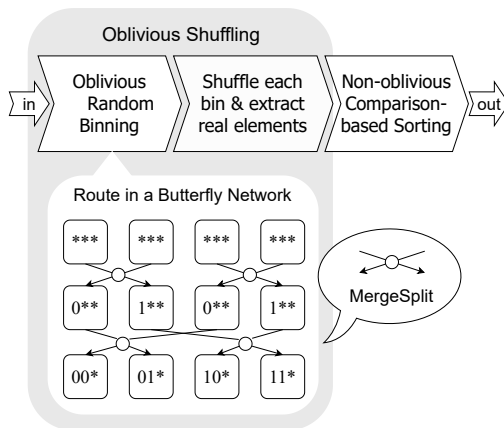 Oblivious Shuffling
in
Oblivious
Random
Binning
Shuffle each
bin & extract
real elements
Non-oblivious
Comparison-
based Sorting
out
Route in a Butterfly Network
*** *** *** ***
0** 1** 0** 1**
00* 01* 10* 11*
MergeSplit